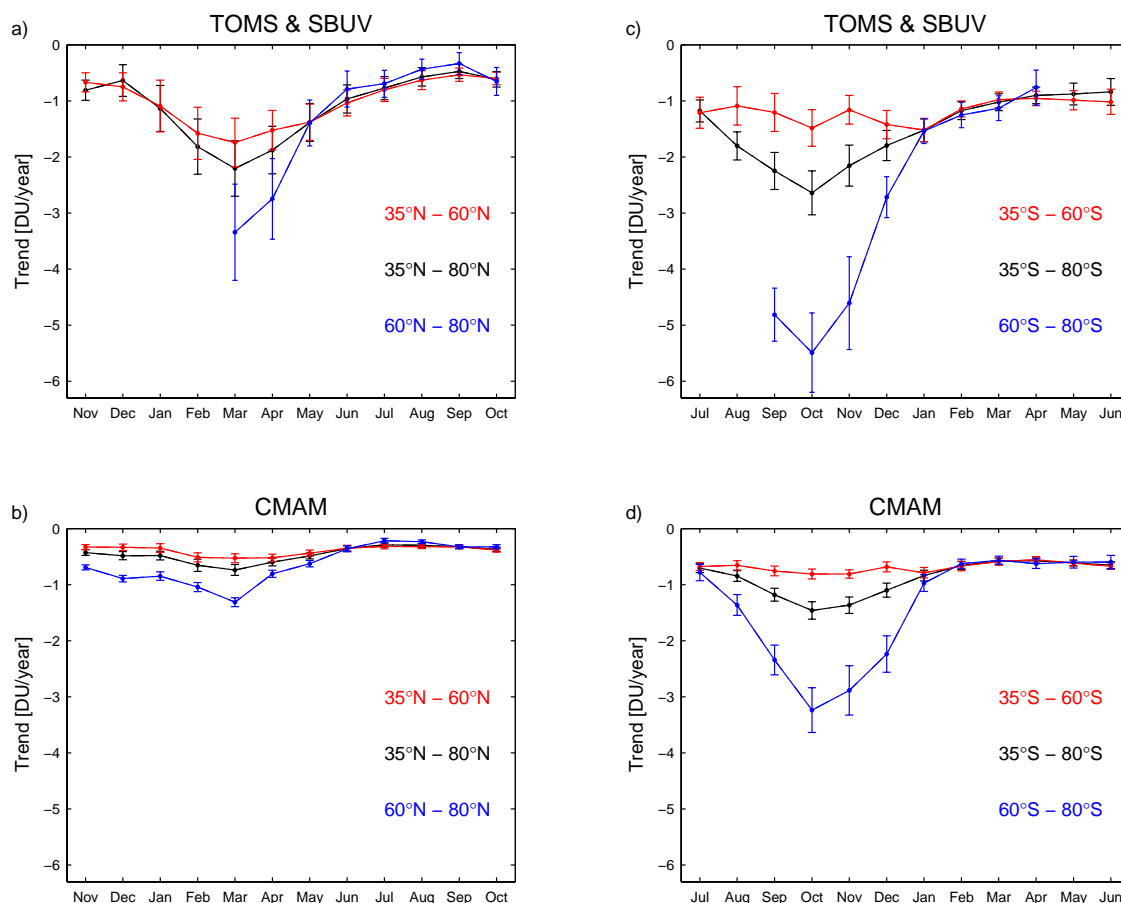 a)
TOMS & SBUV
Trend [DU/year]
0
−1
−2
−3
−4
−5
−6
35°N − 60°N
35°N − 80°N
60°N − 80°N
Nov Dec Jan Feb Mar Apr May Jun Jul Aug Sep Oct
c)
TOMS & SBUV
Trend [DU/year]
0
−1
−2
−3
−4
−5
−6
35°S − 60°S
35°S − 80°S
60°S − 80°S
Jul Aug Sep Oct Nov Dec Jan Feb Mar Apr May Jun
b)
CMAM
Trend [DU/year]
0
−1
−2
−3
−4
−5
−6
35°N − 60°N
35°N − 80°N
60°N − 80°N
Nov Dec Jan Feb Mar Apr May Jun Jul Aug Sep Oct
d)
CMAM
Trend [DU/year]
0
−1
−2
−3
−4
−5
−6
35°S − 60°S
35°S − 80°S
60°S − 80°S
Jul Aug Sep Oct Nov Dec Jan Feb Mar Apr May Jun